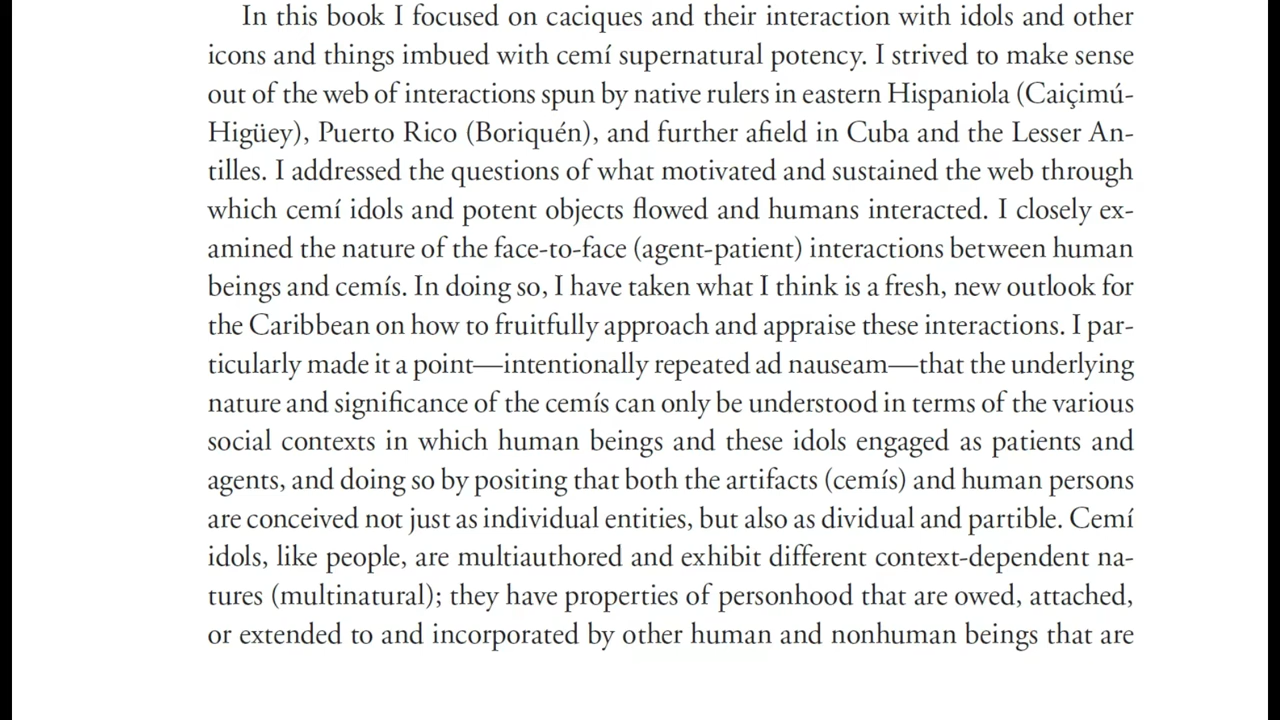 In this book I focused on caciques and their interaction with idols and other
icons and things imbued with cemí supernatural potency. I strived to make sense
out of the web of interactions spun by native rulers in eastern Hispaniola (Caiçimú-
Higüey), Puerto Rico (Boriquén), and further afield in Cuba and the Lesser An-
tilles. I addressed the questions of what motivated and sustained the web through
which cemí idols and potent objects flowed and humans interacted. I closely ex-
amined the nature of the face-to-face (agent-patient) interactions between human
beings and cemís. In doing so, I have taken what I think is a fresh, new outlook for
the Caribbean on how to fruitfully approach and appraise these interactions. I par-
ticularly made it a point—intentionally repeated ad nauseam—that the underlying
nature and significance of the cemís can only be understood in terms of the various
social contexts in which human beings and these idols engaged as patients and
agents, and doing so by positing that both the artifacts (cemís) and human persons
are conceived not just as individual entities, but also as dividual and partible. Cemí
idols, like people, are multiauthored and exhibit different context-dependent na-
tures (multinatural); they have properties of personhood that are owed, attached,
or extended to and incorporated by other human and nonhuman beings that are